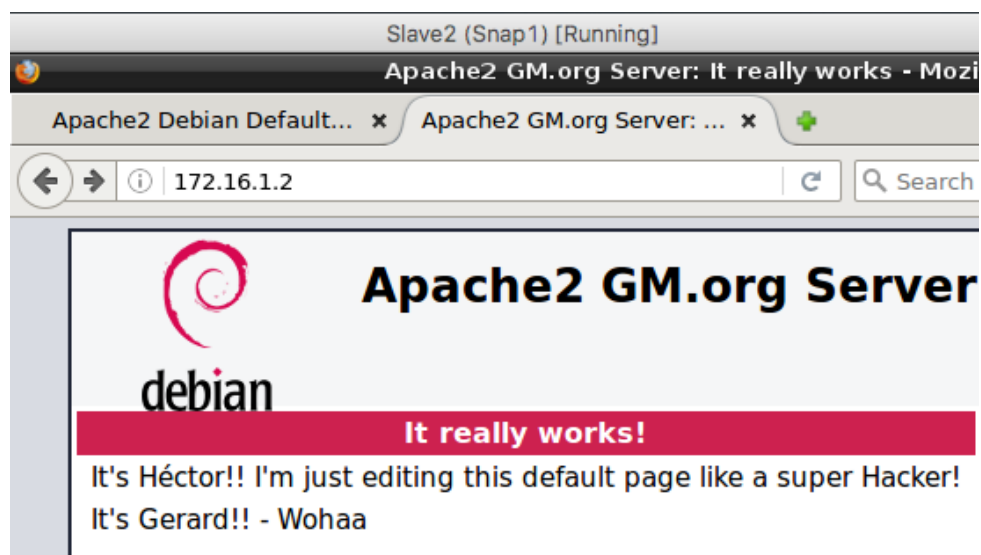 Slave2 (Snap1) [Running]
Apache2 GM.org Server: It really works - Mozi
Apache2 Debian Default... × Apache2 GM.org Server: ... ×
172.16.1.2 Search
debian
Apache2 GM.org Server
It really works!
It's Héctor!! I'm just editing this default page like a super Hacker!
It's Gerard!! - Wohaa